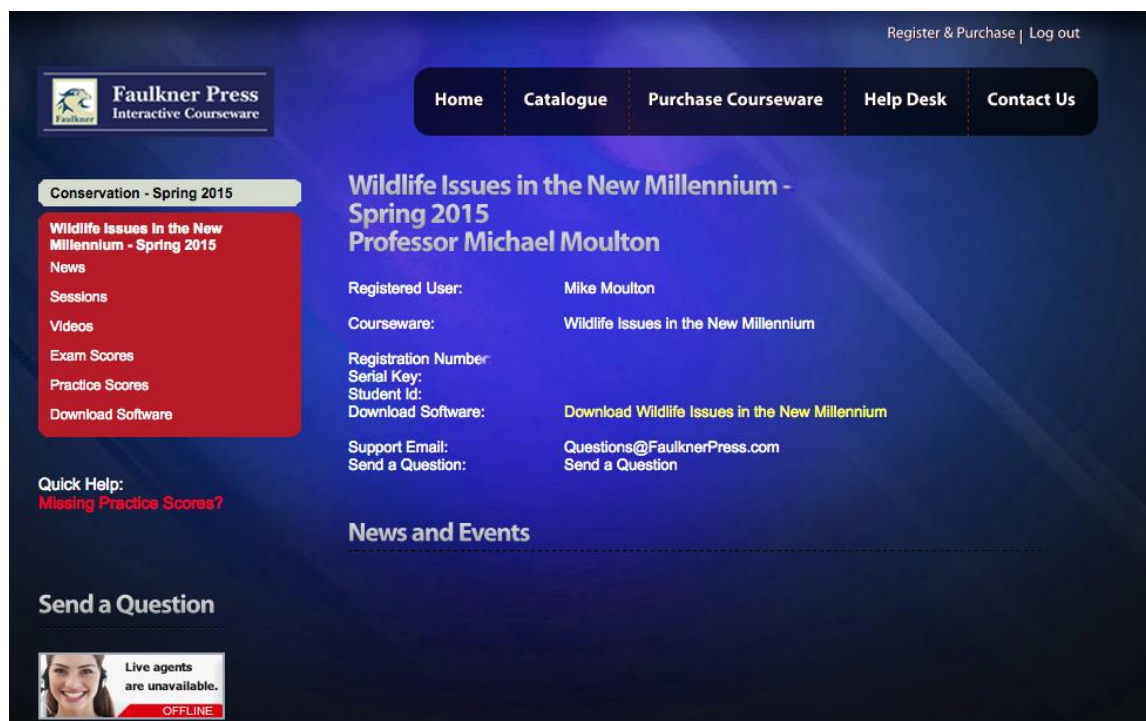 Register & Purchase | Log out
Faulkner Press
Interactive Courseware
Faulkner
Home Catalogue Purchase Courseware Help Desk Contact Us
Conservation - Spring 2015
Wildlife Issues in the New
Millennium - Spring 2015
News
Sessions
Videos
Exam Scores
Practice Scores
Download Software
Quick Help:
Missing Practice Scores?
Send a Question
Live agents
are unavailable.
OFFLINE
Wildlife Issues in the New Millennium -
Spring 2015
Professor Michael Moulton
Registered User: Mike Moulton
Courseware: Wildlife Issues in the New Millennium
Registration Number:
Serial Key:
Student Id:
Download Software: Download Wildlife Issues in the New Millennium
Support Email: Questions@FaulknerPress.com
Send a Question: Send a Question
News and Events